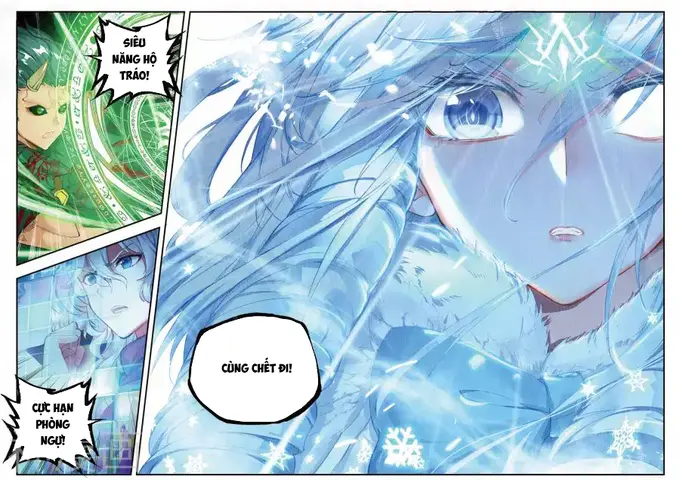 SIÊU
NĂNG HỘ
TRÁO!
CỰC HẠN
PHÒNG
NGỰ!
CÙNG CHẾT ĐI!